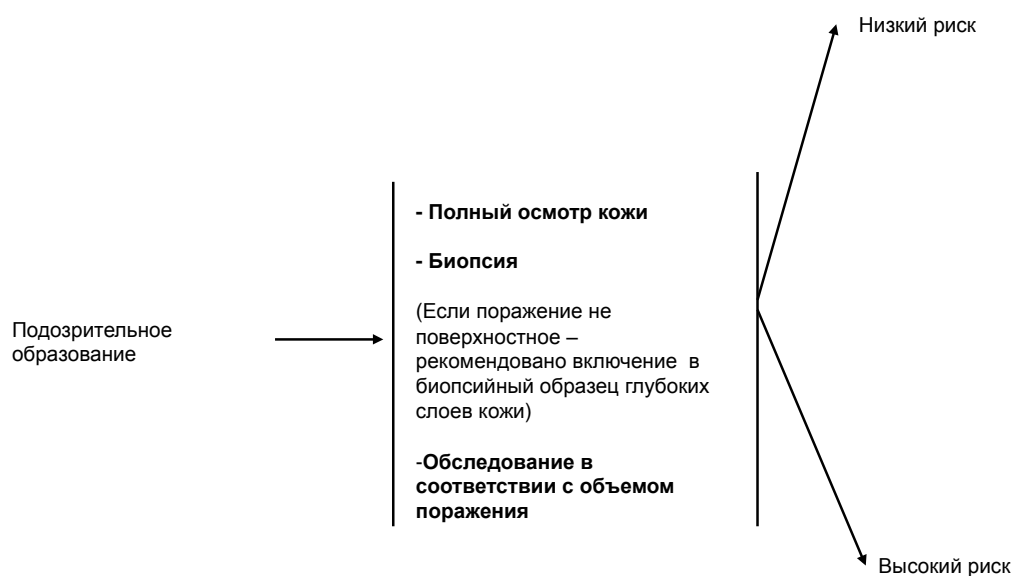 Низкий риск
- Полный осмотр кожи
- Биопсия
(Если поражение не
поверхностное –
рекомендовано включение в
биопсийный образец глубоких
слоев кожи)
Подозрительное
образование
-Обследование в
соответствии с объемом
поражения
Высокий риск